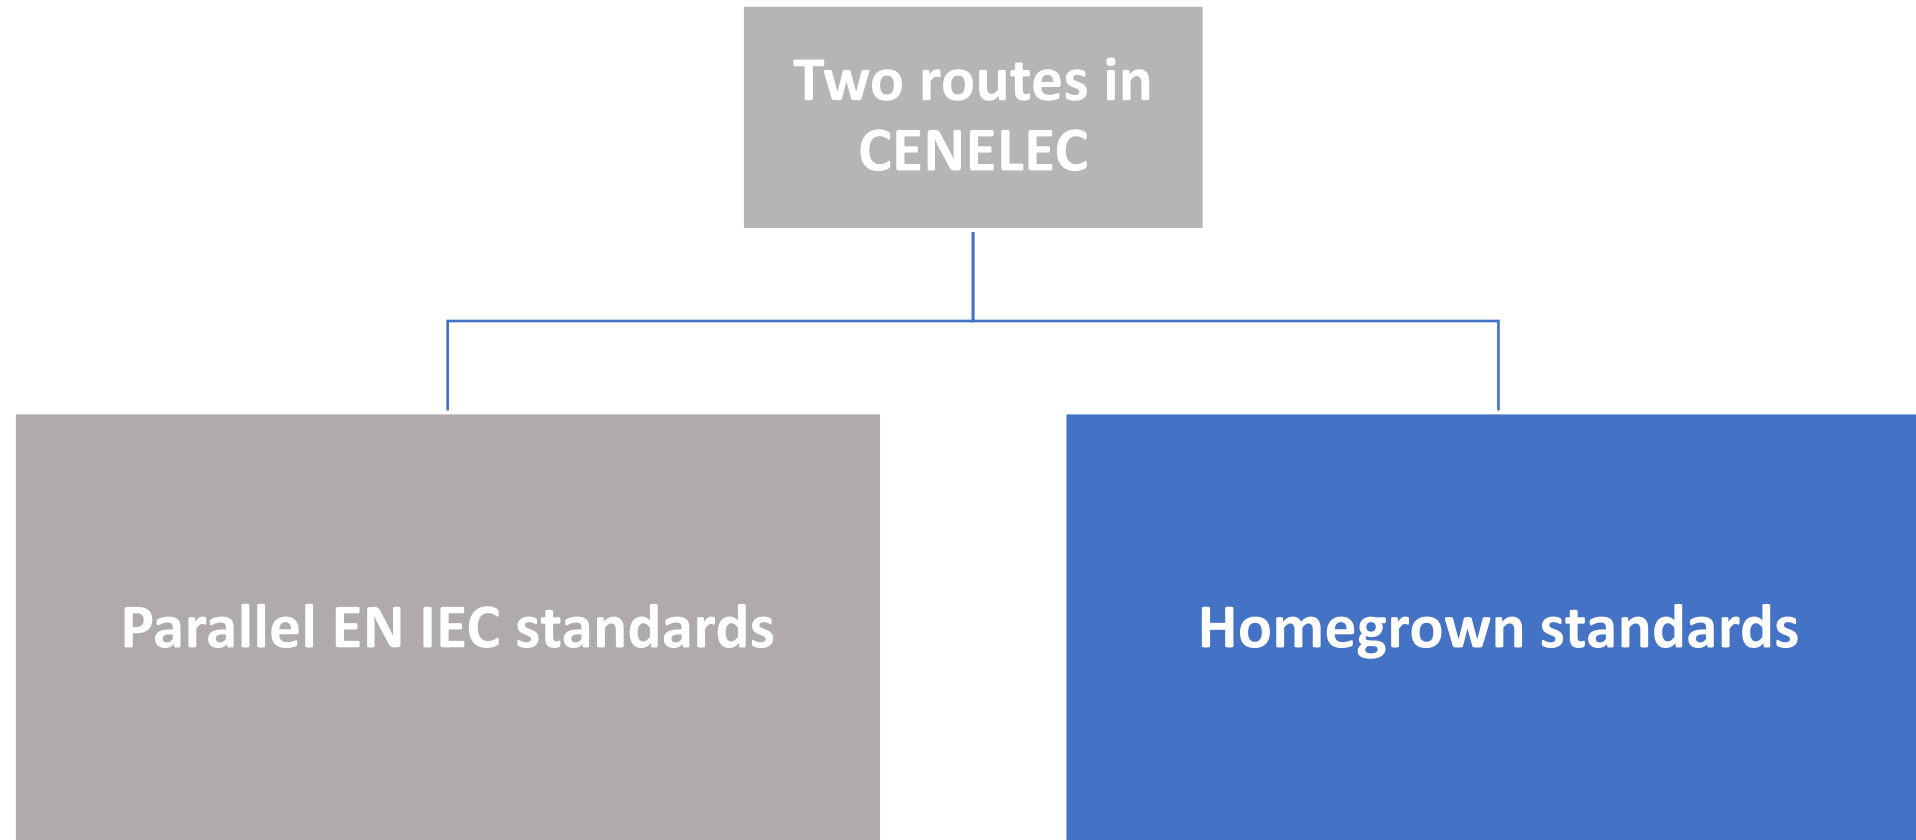 Two routes in
CENELEC
Parallel EN IEC standards
Homegrown standards